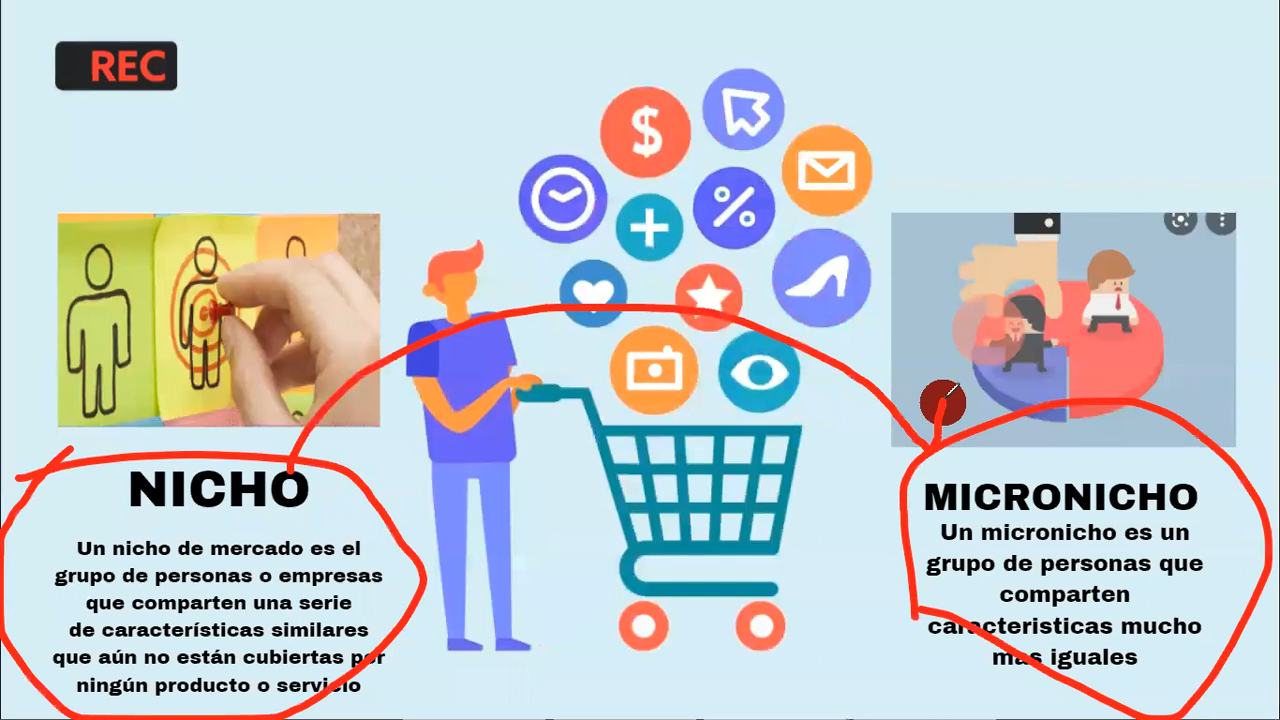 REC
NICHO
Un nicho de mercado es el
grupo de personas o empresas
que comparten una serie
de características similares
que aún no están cubiertas por
ningún producto o servicio
MICRONICHO
Un micronicho es un
grupo de personas que
comparten
caracteristicas mucho
mas iguales